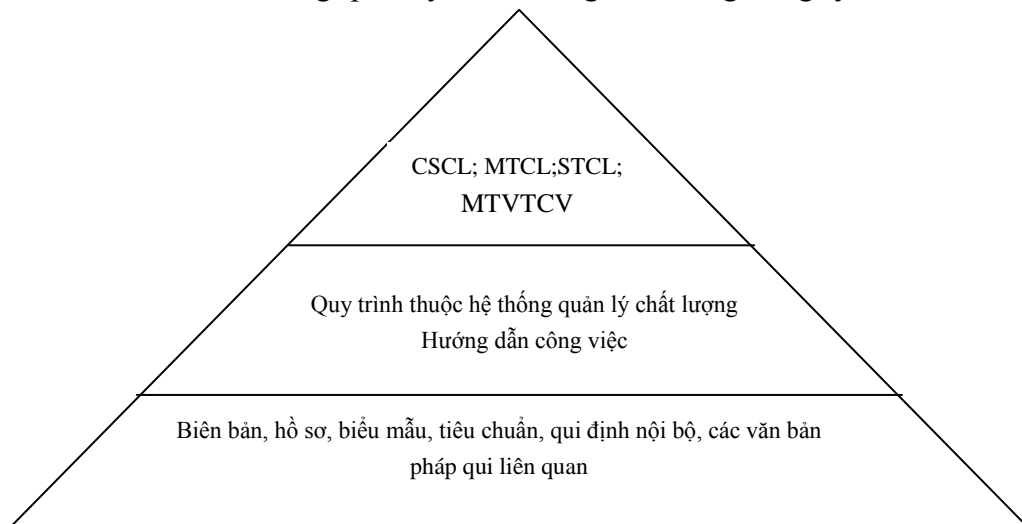 CSCL; MTCL;STCL;
MTVTCV
Quy trình thuộc hệ thống quản lý chất lượng
Hướng dẫn công việc
Biên bản, hồ sơ, biểu mẫu, tiêu chuẩn, qui định nội bộ, các văn bản
pháp qui liên quan